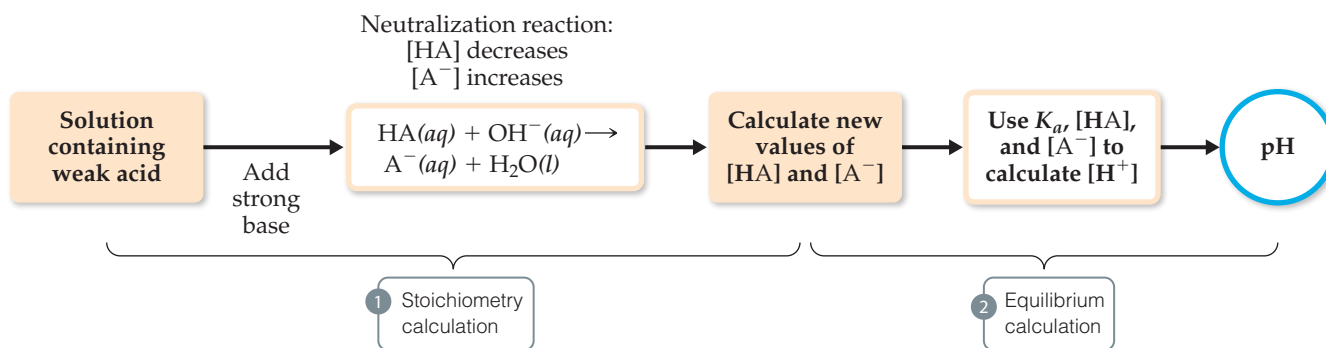 Neutralization reaction:
[HA] decreases
[A⁻] increases
Solution
containing
weak acid
Add
strong
base
HA(aq) + OH⁻(aq) ⟶
A⁻(aq) + H₂O(l)
Calculate new
values of
[HA] and [A⁻]
Use Kₐ, [HA],
and [A⁻] to
calculate [H⁺]
pH
1 Stoichiometry
calculation
2 Equilibrium
calculation